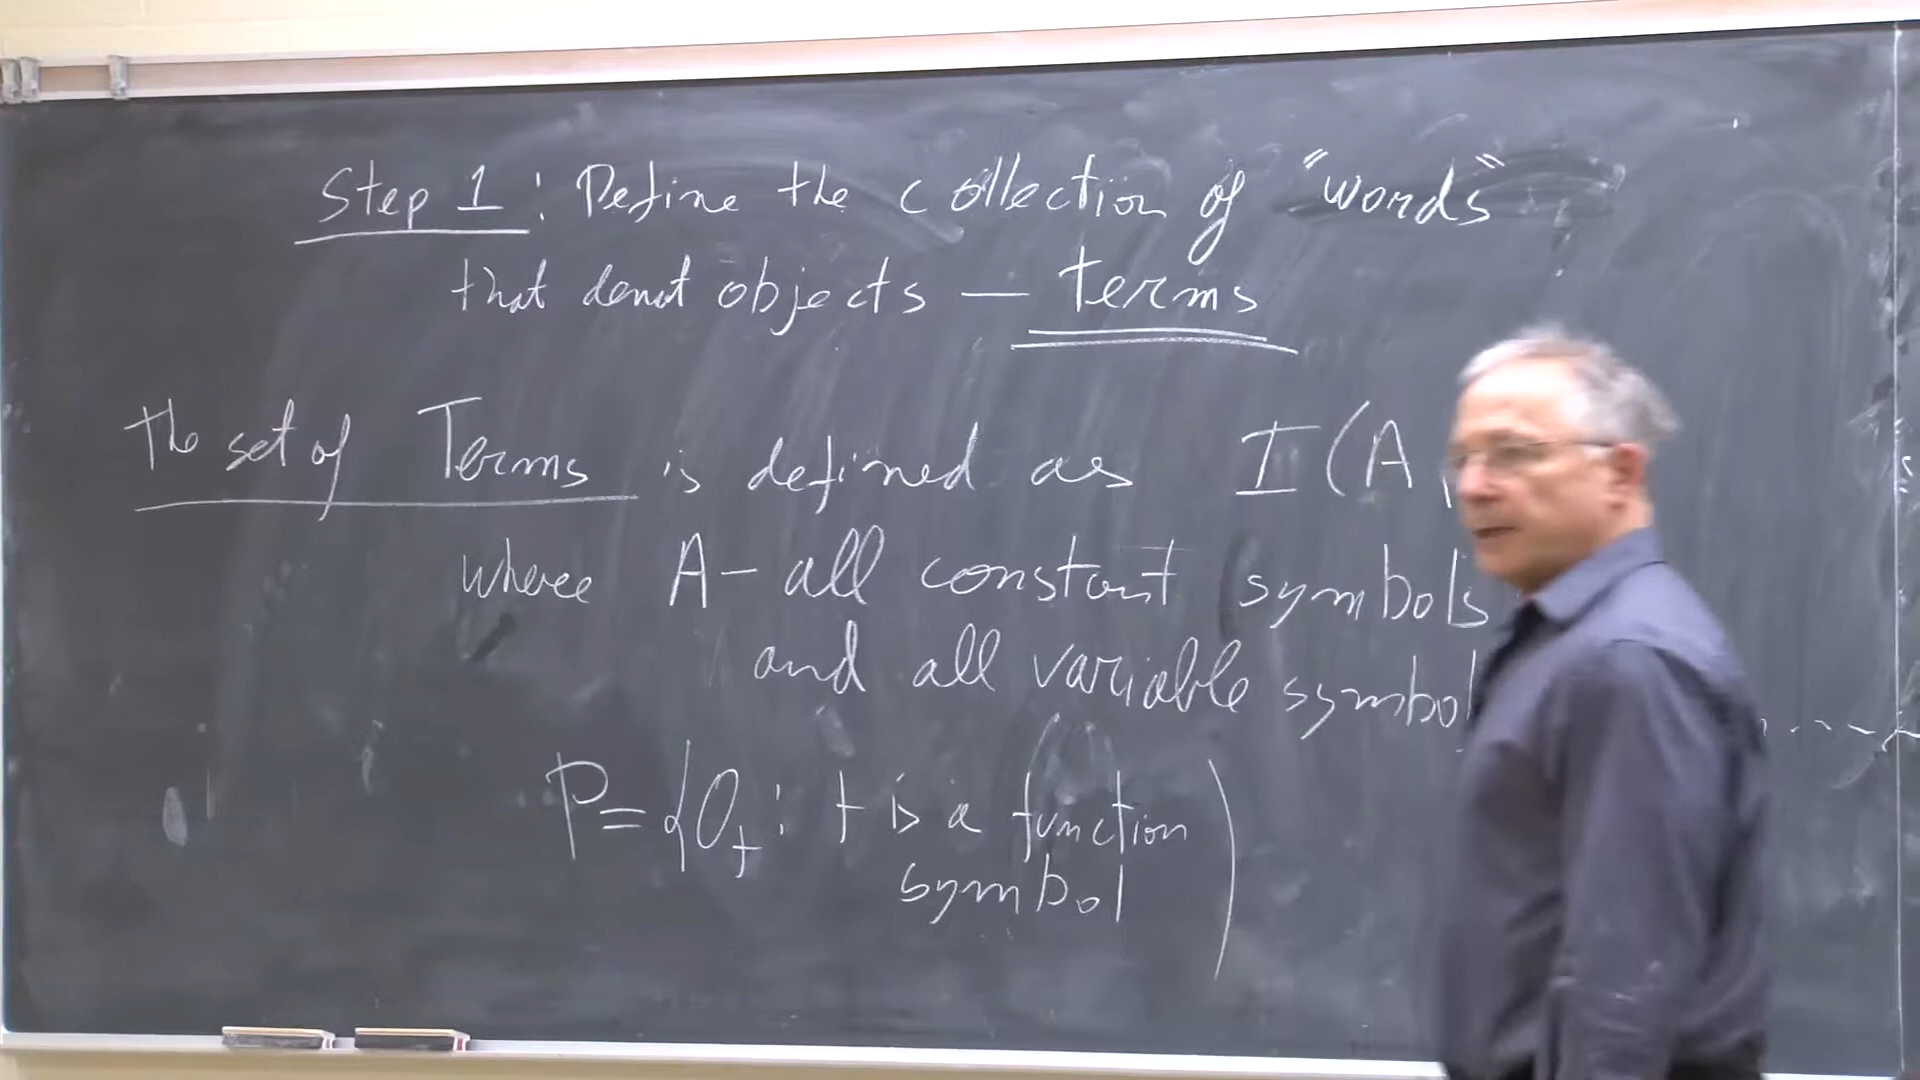 Step 1: Define the collection of "words"
that denot objects — terms
the set of Terms is defined as I(A,
where A - all constant symbols
and all variable symbol
P = {O_f : f is a function
symbol )